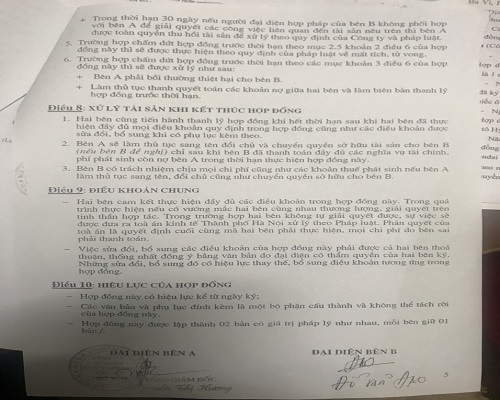 + Trong thời hạn 30 ngày nếu người đại diện hợp pháp của bên B không phối hợp
với bên A để giải quyết các công việc liên quan đến tài sản nêu trên thì bên A
được toàn quyền thu hồi tài sản để xử lý theo quy định của Công ty và pháp luật.
5. Trường hợp chấm dứt hợp đồng trước thời hạn theo mục 2.5 khoản 2 điều 6 của hợp
đồng này thì sẽ được thực hiện theo quy định của pháp luật về mất tích, tử vong.
6. Trường hợp chấm dứt hợp đồng trước thời hạn theo các mục khoản 3 điều 6 của hợp
đồng này thì sẽ được xử lý như sau:
+ Bên A phải bồi thường thiệt hại cho bên B.
+ Làm thủ tục thanh quyết toán các khoản nợ giữa hai bên và làm biên bản thanh lý
hợp đồng trước thời hạn.
Điều 8: XỬ LÝ TÀI SẢN KHI KẾT THÚC HỢP ĐỒNG
1. Hai bên cùng tiến hành thanh lý hợp đồng khi hết thời hạn sau khi hai bên đã thực
hiện đầy đủ mọi điều khoản quy định trong hợp đồng cũng như các điều khoản được
sửa đổi, bổ sung khi có phụ lục kèm theo.
2. Bên A sẽ làm thủ tục sang tên đổi chủ và chuyển quyền sở hữu tài sản cho bên B
(nếu bên B đề nghị) chỉ sau khi bên B đã thanh toán đầy đủ các nghĩa vụ tài chính,
phí phát sinh còn nợ bên A trong thời hạn thực hiện hợp đồng này.
3. Bên B có trách nhiệm chịu mọi chi phí cũng như các khoản thuế phát sinh nếu bên A
làm thủ tục sang tên, đổi chủ cũng như chuyển quyền sở hữu cho bên B.
Điều 9: ĐIỀU KHOẢN CHUNG
- Hai bên cam kết thực hiện đầy đủ các điều khoản trong hợp đồng này. Trong quá
trình thực hiện nếu có vướng mắc hai bên cùng nhau thương lượng, giải quyết trên
tinh thần hợp tác. Trong trường hợp hai bên không tự giải quyết được, sự việc sẽ
được đưa ra toà án kinh tế Thành phố Hà Nội xử lý theo Pháp luật. Phán quyết của
toà án là quyết định cuối cùng mà hai bên phải thực hiện, mọi chi phí do bên sai
phải thanh toán.
- Việc sửa đổi, bổ sung các điều khoản của hợp đồng này phải được cả hai bên thoả
thuận, thống nhất đồng ý bằng văn bản do đại diện có thẩm quyền của hai bên ký.
Những sửa đổi, bổ sung đó có hiệu lực thay thế, bổ sung điều khoản tương ứng trong
hợp đồng.
Điều 10: HIỆU LỰC CỦA HỢP ĐỒNG
- Hợp đồng này có hiệu lực kể từ ngày ký;
- Các văn bản và phụ lục đính kèm là một bộ phận cấu thành và không thể tách rời
của hợp đồng này.
- Hợp đồng này được lập thành 02 bản có giá trị pháp lý như nhau, mỗi bên giữ 01
bản ./.
ĐẠI DIỆN BÊN A ĐẠI DIỆN BÊN B
GIÁM ĐỐC
Đỗ Văn
5